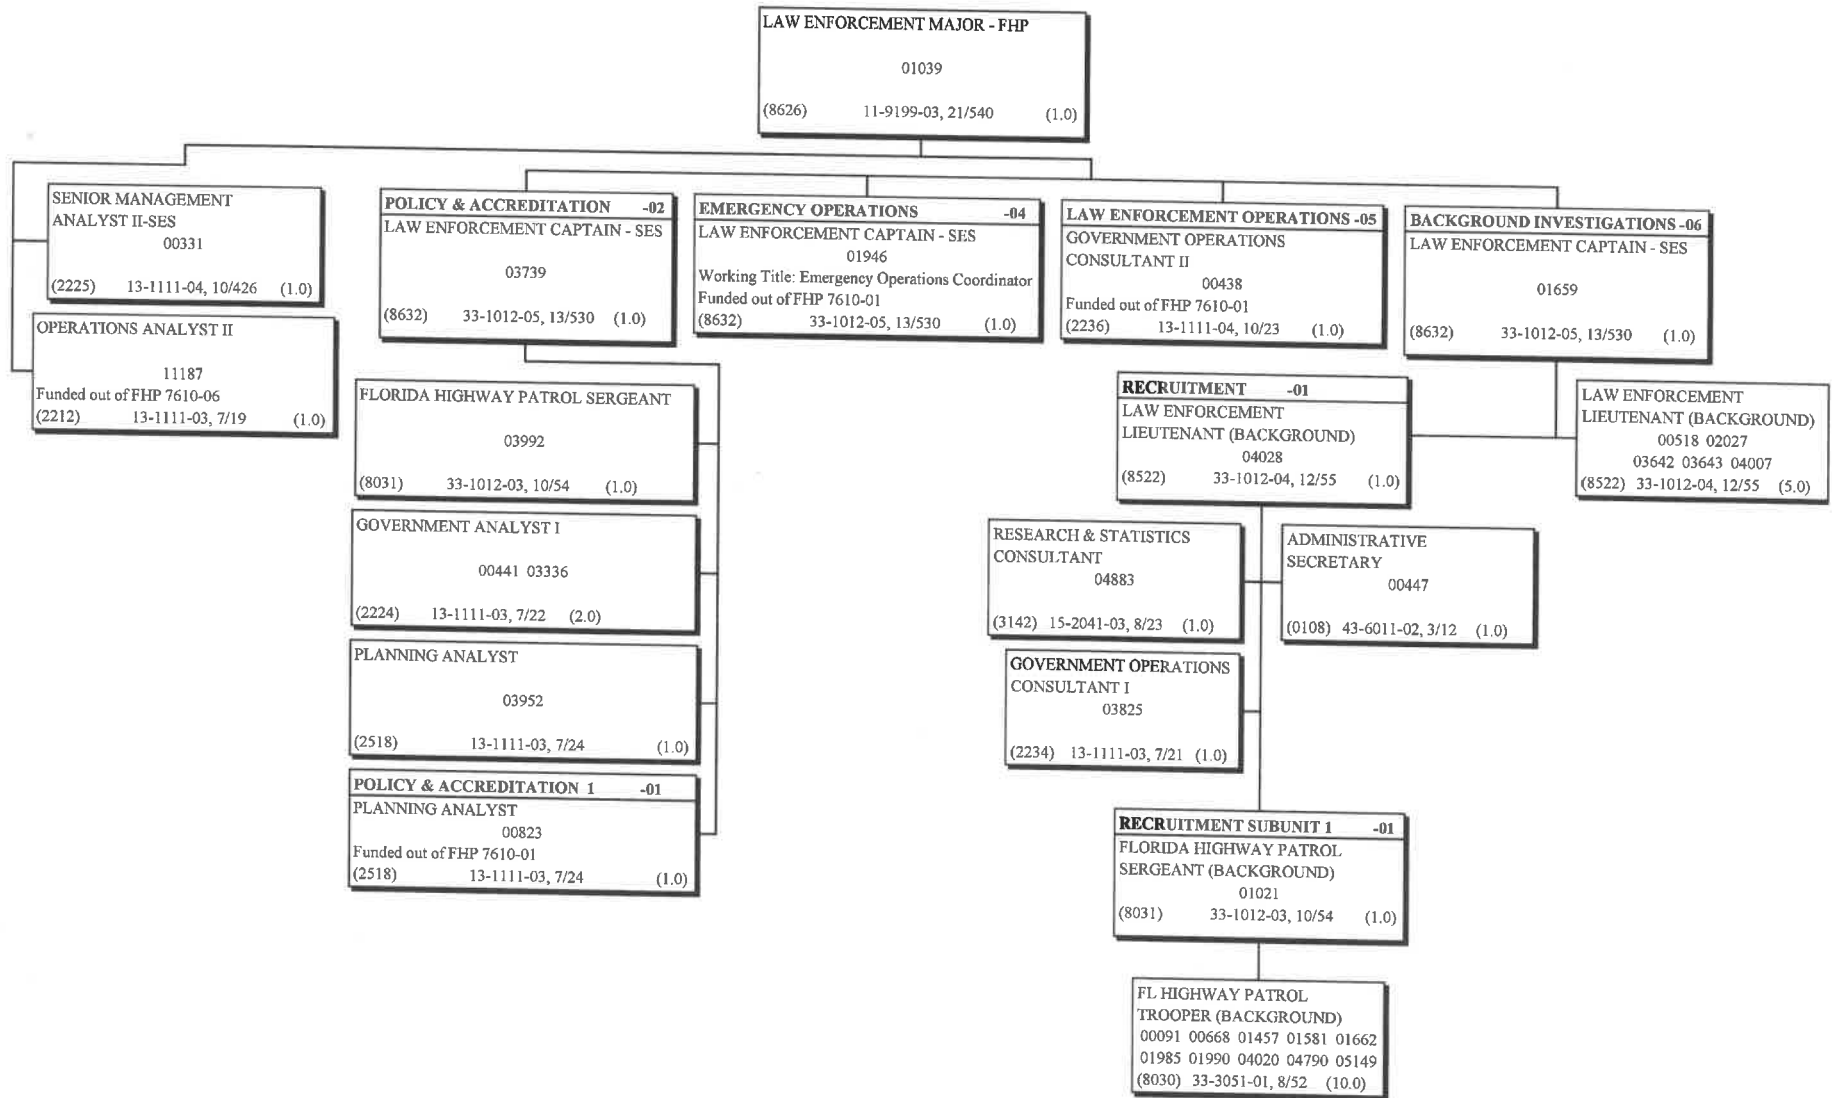 LAW ENFORCEMENT MAJOR - FHP
01039
(8626) 11-9199-03, 21/540 (1.0)
SENIOR MANAGEMENT
ANALYST II-SES
00331
(2225) 13-1111-04, 10/426 (1.0)
OPERATIONS ANALYST II
11187
Funded out of FHP 7610-06
(2212) 13-1111-03, 7/19 (1.0)
POLICY & ACCREDITATION -02
LAW ENFORCEMENT CAPTAIN - SES
03739
(8632) 33-1012-05, 13/530 (1.0)
EMERGENCY OPERATIONS -04
LAW ENFORCEMENT CAPTAIN - SES
01946
Working Title: Emergency Operations Coordinator
Funded out of FHP 7610-01
(8632) 33-1012-05, 13/530 (1.0)
LAW ENFORCEMENT OPERATIONS -05
GOVERNMENT OPERATIONS
CONSULTANT II
00438
Funded out of FHP 7610-01
(2236) 13-1111-04, 10/23 (1.0)
BACKGROUND INVESTIGATIONS -06
LAW ENFORCEMENT CAPTAIN - SES
01659
(8632) 33-1012-05, 13/530 (1.0)
FLORIDA HIGHWAY PATROL SERGEANT
03992
(8031) 33-1012-03, 10/54 (1.0)
GOVERNMENT ANALYST I
00441 03336
(2224) 13-1111-03, 7/22 (2.0)
PLANNING ANALYST
03952
(2518) 13-1111-03, 7/24 (1.0)
POLICY & ACCREDITATION 1 -01
PLANNING ANALYST
00823
Funded out of FHP 7610-01
(2518) 13-1111-03, 7/24 (1.0)
RECRUITMENT -01
LAW ENFORCEMENT
LIEUTENANT (BACKGROUND)
04028
(8522) 33-1012-04, 12/55 (1.0)
LAW ENFORCEMENT
LIEUTENANT (BACKGROUND)
00518 02027
03642 03643 04007
(8522) 33-1012-04, 12/55 (5.0)
RESEARCH & STATISTICS
CONSULTANT
04883
(3142) 15-2041-03, 8/23 (1.0)
ADMINISTRATIVE
SECRETARY
00447
(0108) 43-6011-02, 3/12 (1.0)
GOVERNMENT OPERATIONS
CONSULTANT I
03825
(2234) 13-1111-03, 7/21 (1.0)
RECRUITMENT SUBUNIT 1 -01
FLORIDA HIGHWAY PATROL
SERGEANT (BACKGROUND)
01021
(8031) 33-1012-03, 10/54 (1.0)
FL HIGHWAY PATROL
TROOPER (BACKGROUND)
00091 00668 01457 01581 01662
01985 01990 04020 04790 05149
(8030) 33-3051-01, 8/52 (10.0)